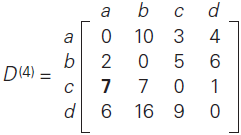 a b c d
a 0 10 3 4
D(4) = b 2 0 5 6
c 7 7 0 1
d 6 16 9 0